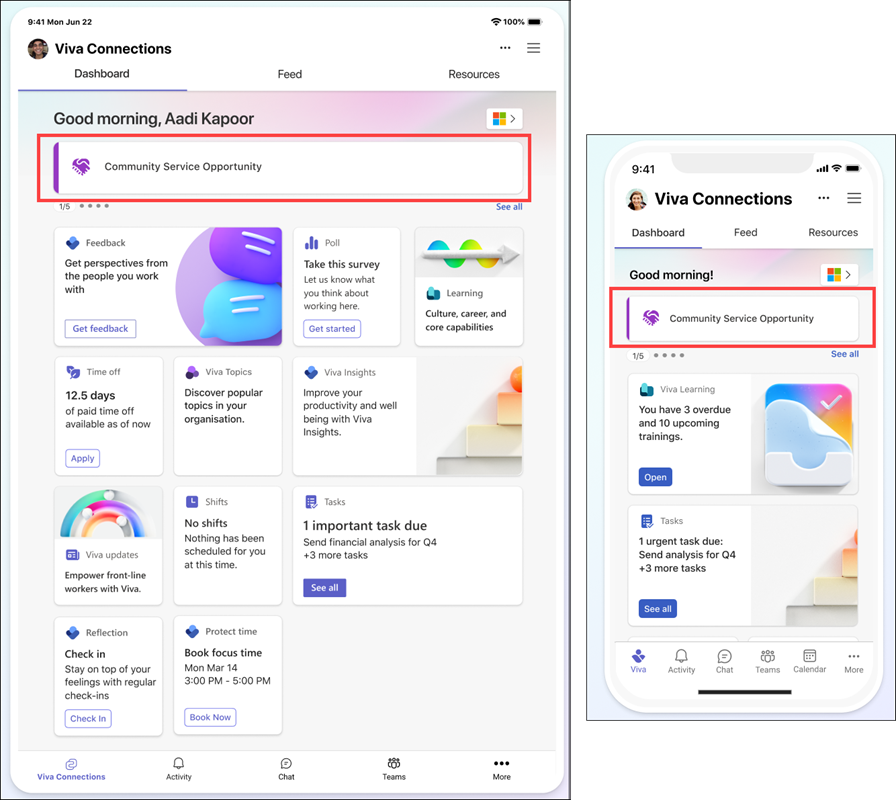 9:41 Mon Jun 22
100%
Viva Connections
Dashboard
Feed
Resources
Good morning, Aadi Kapoor
Community Service Opportunity
1/5
See all
Feedback
Get perspectives from
the people you work
with
Get feedback
Poll
Take this survey
Let us know what
you think about
working here.
Get started
Learning
Culture, career, and
core capabilities
Time off
12.5 days
of paid time off
available as of now
Apply
Viva Topics
Discover popular
topics in your
organisation.
Viva Insights
Improve your
productivity and well
being with Viva
Insights.
Viva updates
Empower front-line
workers with Viva.
Shifts
No shifts
Nothing has been
scheduled for you
at this time.
Tasks
1 important task due
Send financial analysis for Q4
+3 more tasks
See all
Reflection
Check in
Stay on top of your
feelings with regular
check-ins
Check In
Protect time
Book focus time
Mon Mar 14
3:00 PM - 5:00 PM
Book Now
Viva Connections
Activity
Chat
Teams
More
9:41
Viva Connections
Dashboard
Feed
Resources
Good morning!
Community Service Opportunity
1/5
See all
Viva Learning
You have 3 overdue
and 10 upcoming
trainings.
Open
Tasks
1 urgent task due:
Send analysis for Q4
+3 more tasks
See all
Viva
Activity
Chat
Teams
Calendar
More